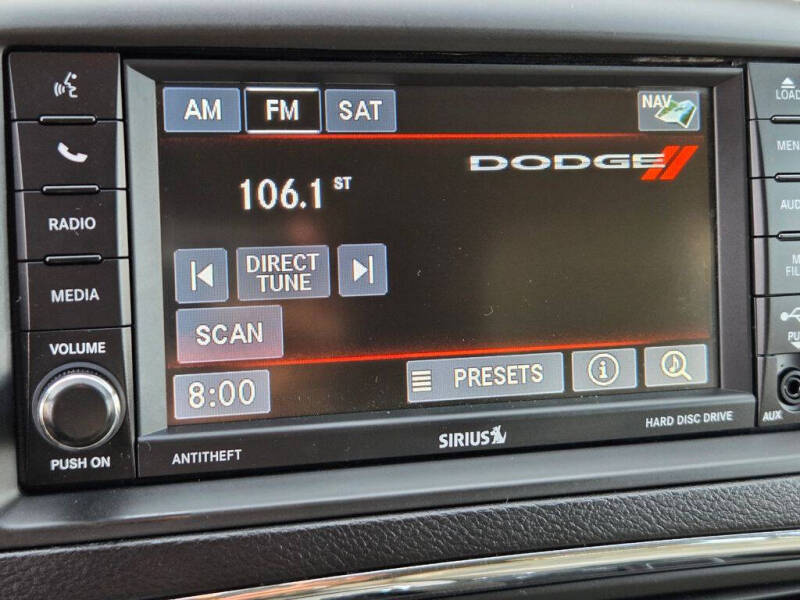 AM FM SAT NAV
DODGE
106.1 ST
DIRECT
TUNE
SCAN
8:00 PRESETS
RADIO
MEDIA
VOLUME
PUSH ON
ANTITHEFT
SIRIUS
HARD DISC DRIVE
LOAD
AUX